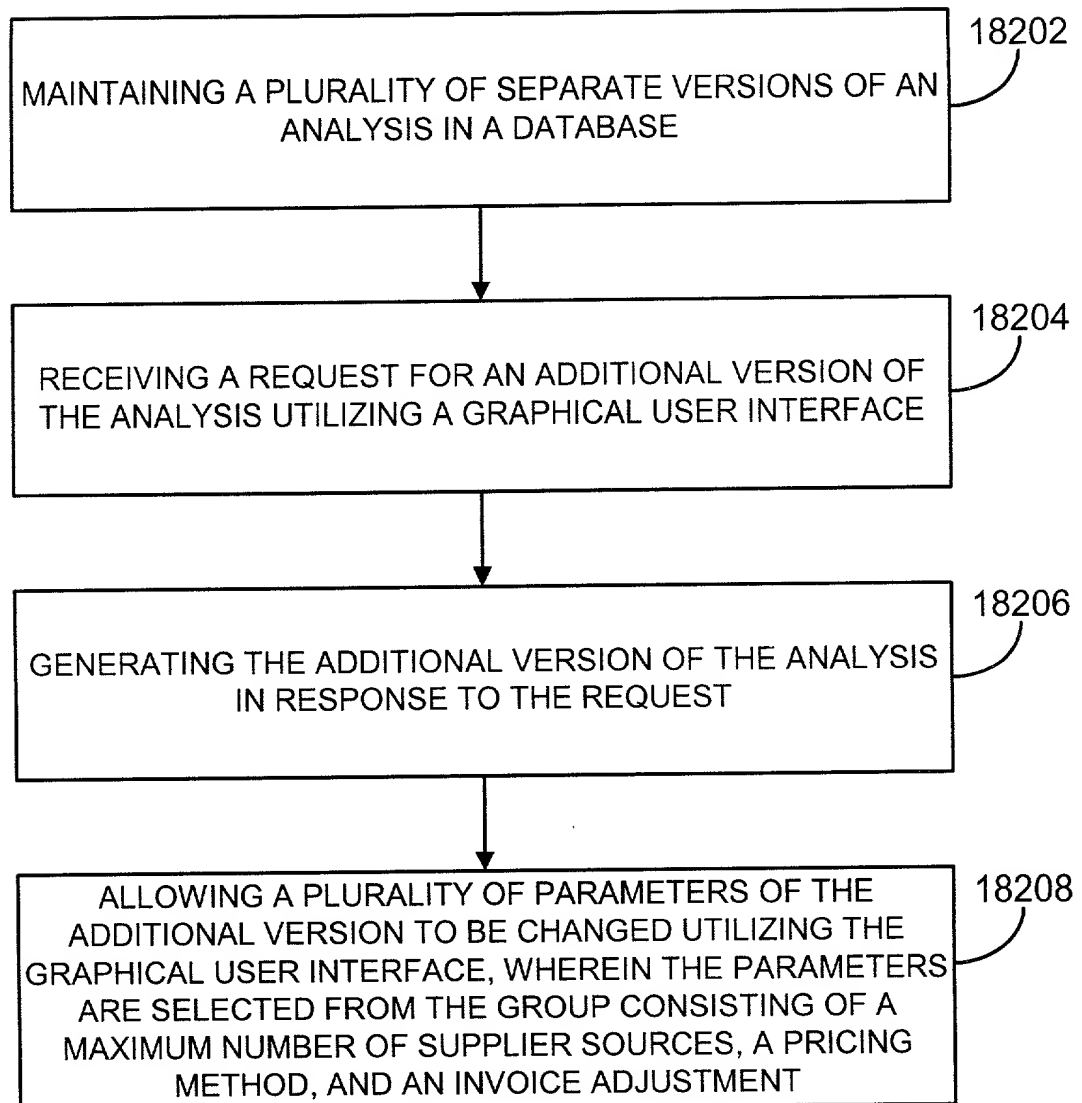 18202
MAINTAINING A PLURALITY OF SEPARATE VERSIONS OF AN
ANALYSIS IN A DATABASE
18204
RECEIVING A REQUEST FOR AN ADDITIONAL VERSION OF
THE ANALYSIS UTILIZING A GRAPHICAL USER INTERFACE
18206
GENERATING THE ADDITIONAL VERSION OF THE ANALYSIS
IN RESPONSE TO THE REQUEST
18208
ALLOWING A PLURALITY OF PARAMETERS OF THE
ADDITIONAL VERSION TO BE CHANGED UTILIZING THE
GRAPHICAL USER INTERFACE, WHEREIN THE PARAMETERS
ARE SELECTED FROM THE GROUP CONSISTING OF A
MAXIMUM NUMBER OF SUPPLIER SOURCES, A PRICING
METHOD, AND AN INVOICE ADJUSTMENT